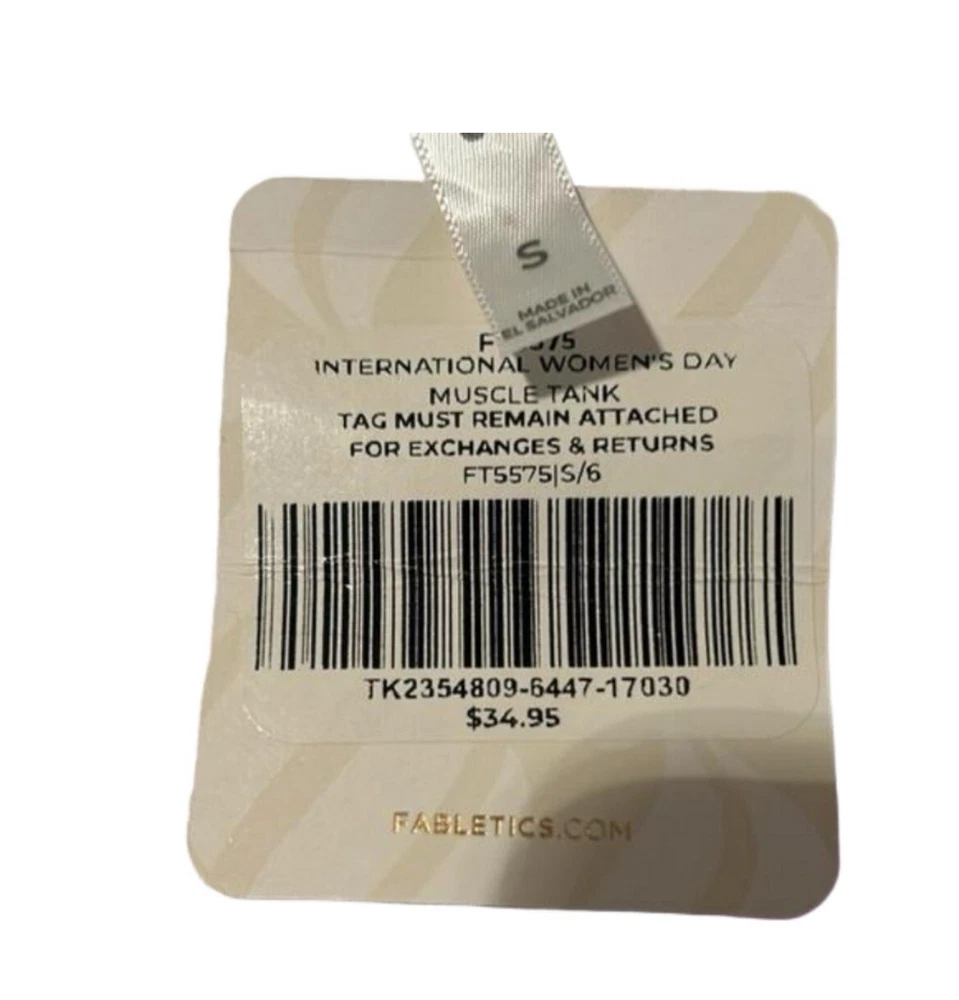 S
MADE IN
EL SALVADOR
INTERNATIONAL WOMEN'S DAY
MUSCLE TANK
TAG MUST REMAIN ATTACHED
FOR EXCHANGES & RETURNS
FT5575|S/6
TK2354809-6447-17030
$34.95
FABLETICS.COM